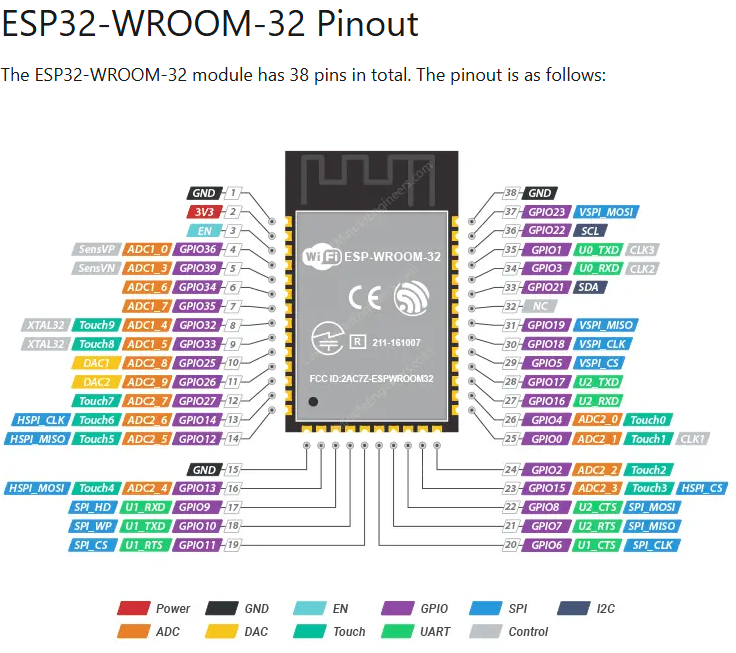 ESP32-WROOM-32 Pinout
The ESP32-WROOM-32 module has 38 pins in total. The pinout is as follows:
GND 1
3V3 2
EN 3
SensVP ADC1_0 GPIO36 4
SensVN ADC1_3 GPIO39 5
ADC1_6 GPIO34 6
ADC1_7 GPIO35 7
XTAL32 Touch9 ADC1_4 GPIO32 8
XTAL32 Touch8 ADC1_5 GPIO33 9
DAC1 ADC2_8 GPIO25 10
DAC2 ADC2_9 GPIO26 11
Touch7 ADC2_7 GPIO27 12
HSPI_CLK Touch6 ADC2_6 GPIO14 13
HSPI_MISO Touch5 ADC2_5 GPIO12 14
GND 15
HSPI_MOSI Touch4 ADC2_4 GPIO13 16
SPI_HD U1_RXD GPIO9 17
SPI_WP U1_TXD GPIO10 18
SPI_CS U1_RTS GPIO11 19
WiFi ESP-WROOM-32
CE
R 211-161007
FCC ID:2AC7Z-ESPWROOM32
38 GND
37 GPIO23 VSPI_MOSI
36 GPIO22 SCL
35 GPIO1 U0_TXD CLK3
34 GPIO3 U0_RXD CLK2
33 GPIO21 SDA
32 NC
31 GPIO19 VSPI_MISO
30 GPIO18 VSPI_CLK
29 GPIO5 VSPI_CS
28 GPIO17 U2_TXD
27 GPIO16 U2_RXD
26 GPIO4 ADC2_0 Touch0
25 GPIO0 ADC2_1 Touch1 CLK1
24 GPIO2 ADC2_2 Touch2
23 GPIO15 ADC2_3 Touch3 HSPI_CS
22 GPIO8 U2_CTS SPI_MOSI
21 GPIO7 U2_RTS SPI_MISO
20 GPIO6 U1_CTS SPI_CLK
Power GND EN GPIO SPI I2C
ADC DAC Touch UART Control